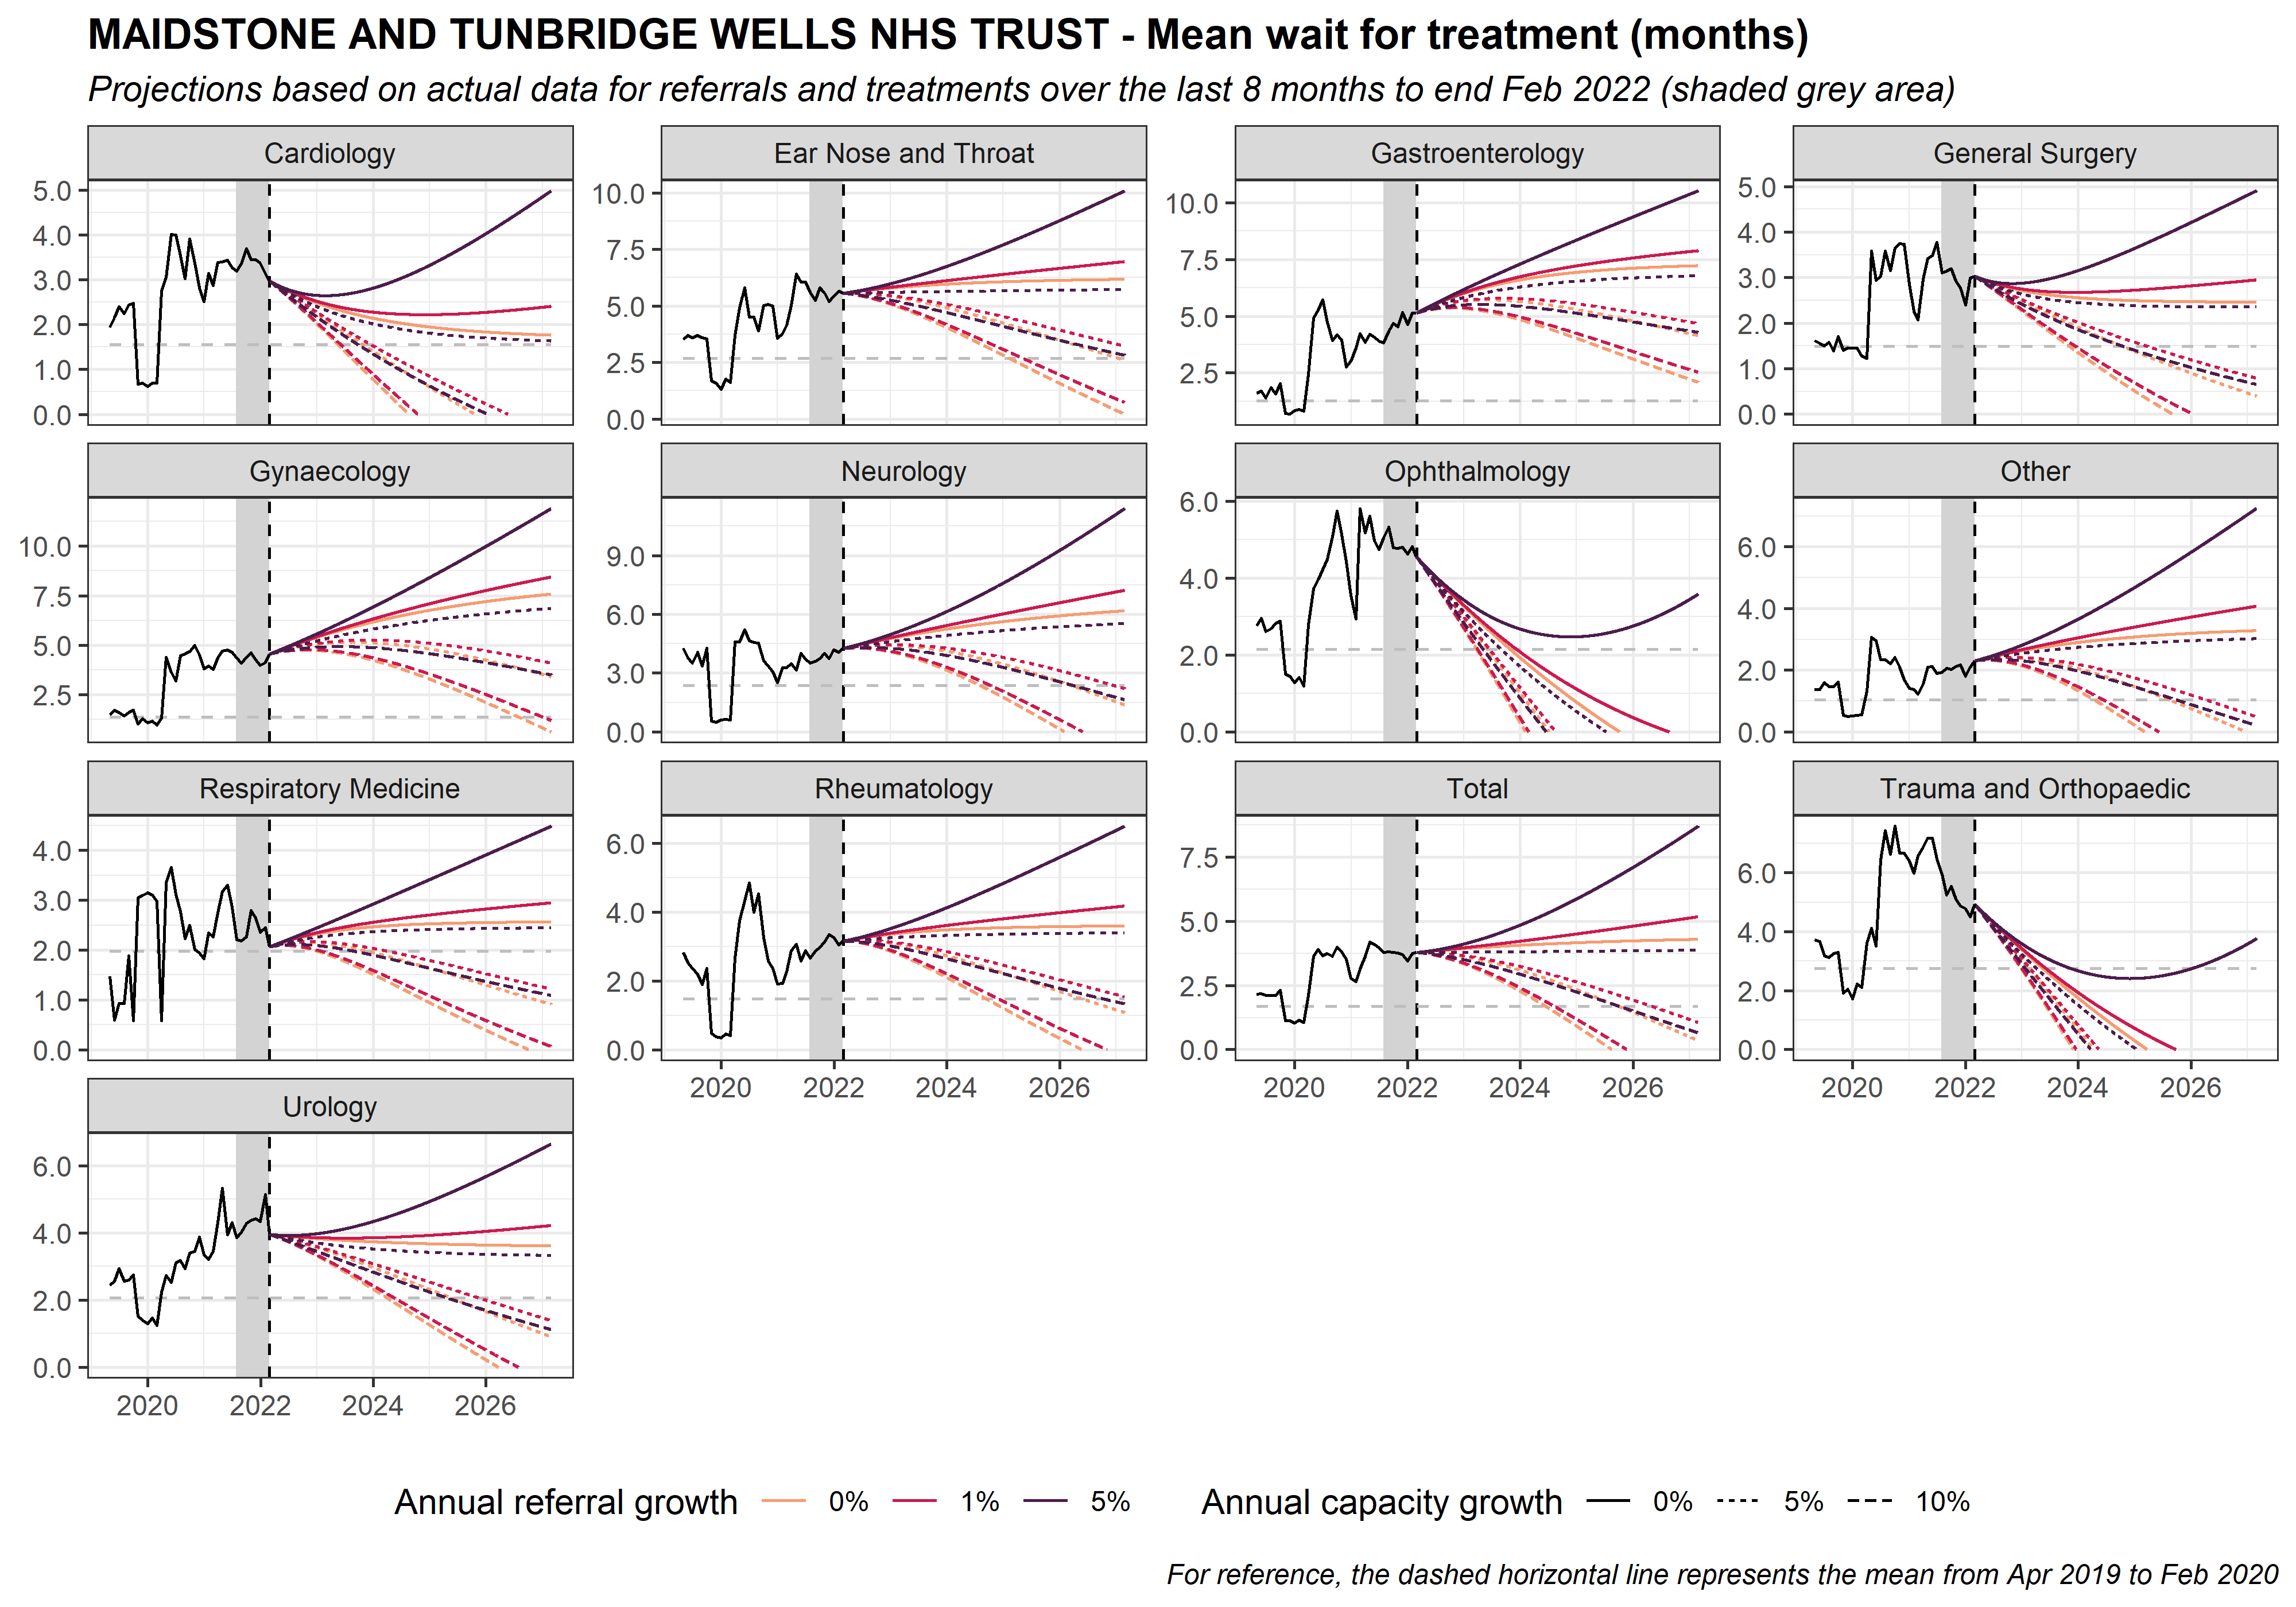 MAIDSTONE AND TUNBRIDGE WELLS NHS TRUST - Mean wait for treatment (months)
Projections based on actual data for referrals and treatments over the last 8 months to end Feb 2022 (shaded grey area)
Cardiology
5.0
4.0
3.0
2.0
1.0
0.0
Ear Nose and Throat
10.0
7.5
5.0
2.5
0.0
Gastroenterology
10.0
7.5
5.0
2.5
General Surgery
5.0
4.0
3.0
2.0
1.0
0.0
Gynaecology
10.0
7.5
5.0
2.5
Neurology
9.0
6.0
3.0
0.0
Ophthalmology
6.0
4.0
2.0
0.0
Other
6.0
4.0
2.0
0.0
Respiratory Medicine
4.0
3.0
2.0
1.0
0.0
Rheumatology
6.0
4.0
2.0
0.0
2020 2022 2024 2026
Total
7.5
5.0
2.5
0.0
2020 2022 2024 2026
Trauma and Orthopaedic
6.0
4.0
2.0
0.0
2020 2022 2024 2026
Urology
6.0
4.0
2.0
0.0
2020 2022 2024 2026
Annual referral growth 0% 1% 5% Annual capacity growth 0% 5% 10%
For reference, the dashed horizontal line represents the mean from Apr 2019 to Feb 2020